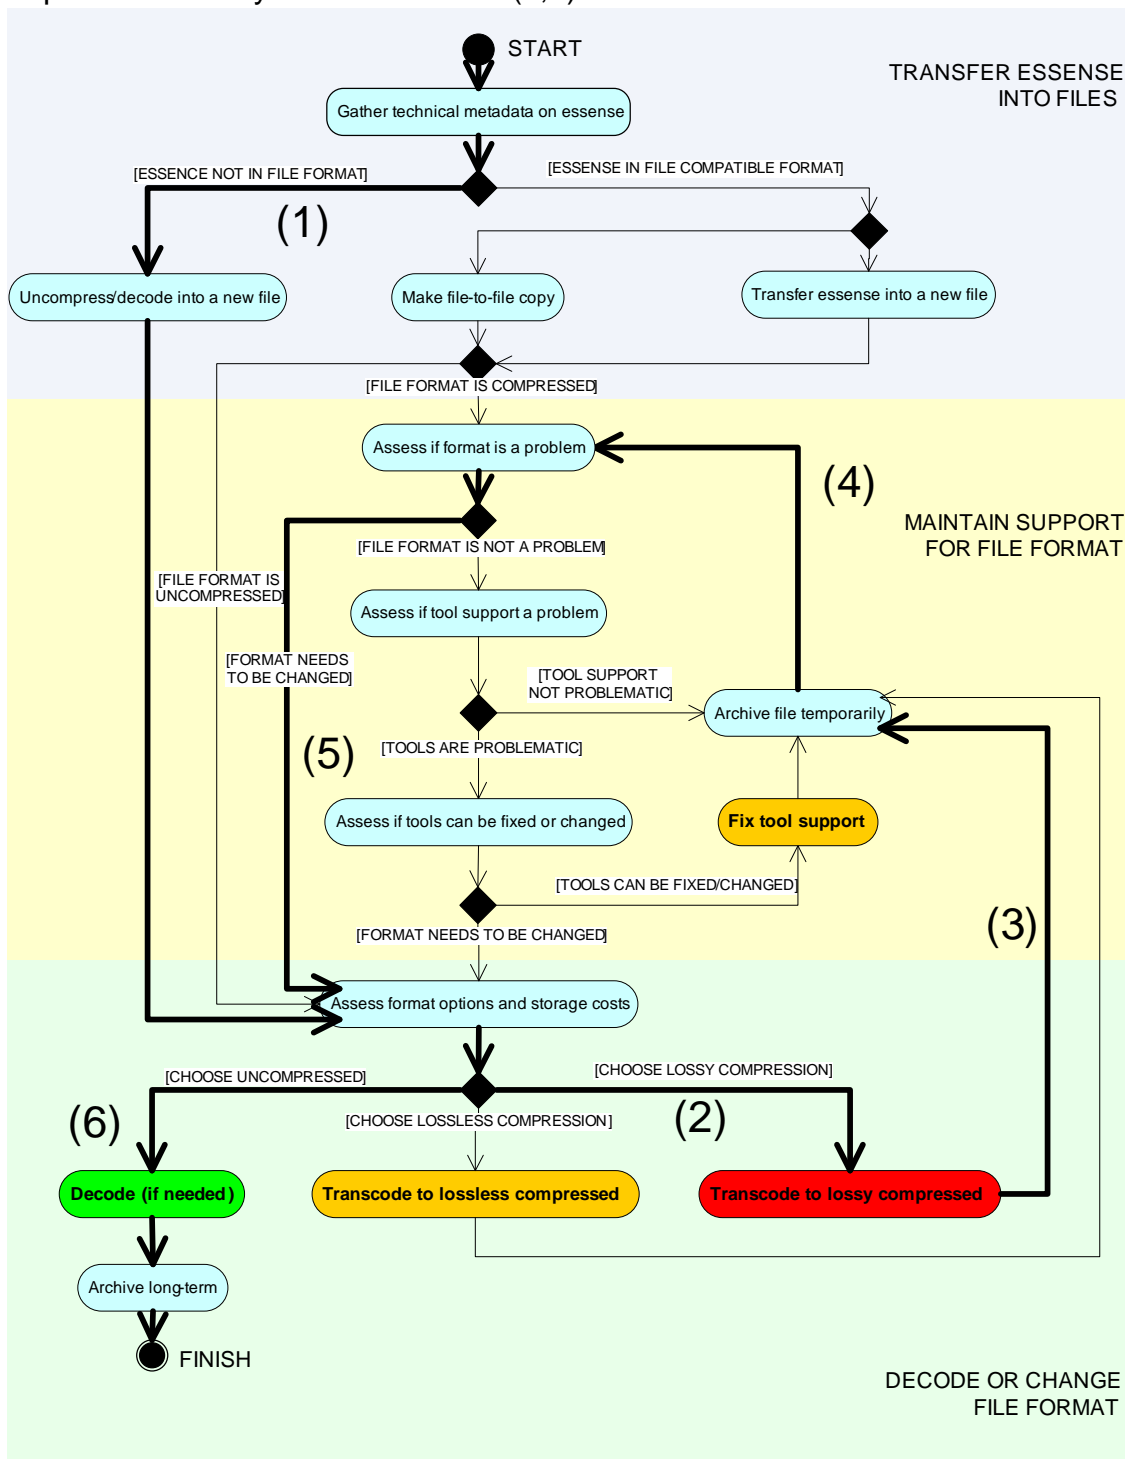 START
TRANSFER ESSENSE
INTO FILES
Gather technical metadata on essense
[ESSENCE NOT IN FILE FORMAT]
[ESSENSE IN FILE COMPATIBLE FORMAT]
(1)
Uncompress/decode into a new file
Make file-to-file copy
Transfer essense into a new file
[FILE FORMAT IS COMPRESSED]
Assess if format is a problem
(4)
MAINTAIN SUPPORT
FOR FILE FORMAT
[FILE FORMAT IS NOT A PROBLEM]
[FILE FORMAT IS
UNCOMPRESSED]
Assess if tool support a problem
[FORMAT NEEDS
TO BE CHANGED]
[TOOL SUPPORT
NOT PROBLEMATIC]
Archive file temporarily
(5)
[TOOLS ARE PROBLEMATIC]
Assess if tools can be fixed or changed
Fix tool support
[TOOLS CAN BE FIXED/CHANGED]
(3)
[FORMAT NEEDS TO BE CHANGED]
Assess format options and storage costs
[CHOOSE UNCOMPRESSED]
[CHOOSE LOSSY COMPRESSION]
(6)
[CHOOSE LOSSLESS COMPRESSION]
(2)
Decode (if needed)
Transcode to lossless compressed
Transcode to lossy compressed
Archive long-term
FINISH
DECODE OR CHANGE
FILE FORMAT